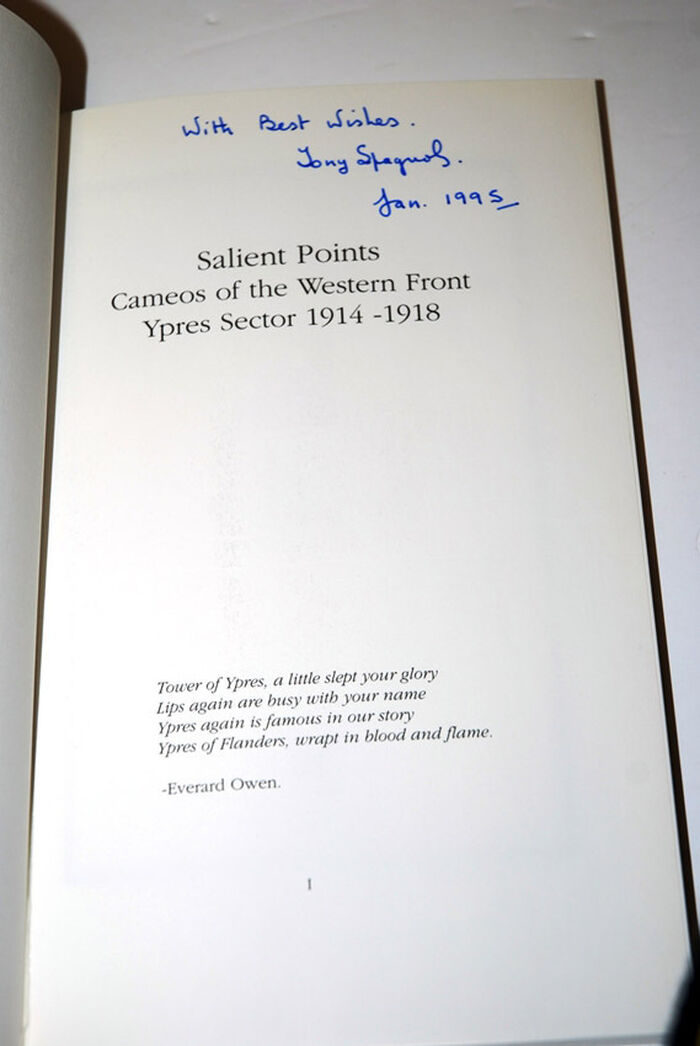 With Best Wishes.
Tony Spagnoly.
Jan. 1995
Salient Points
Cameos of the Western Front
Ypres Sector 1914 -1918
Tower of Ypres, a little slept your glory
Lips again are busy with your name
Ypres again is famous in our story
Ypres of Flanders, wrapt in blood and flame.
-Everard Owen.
1